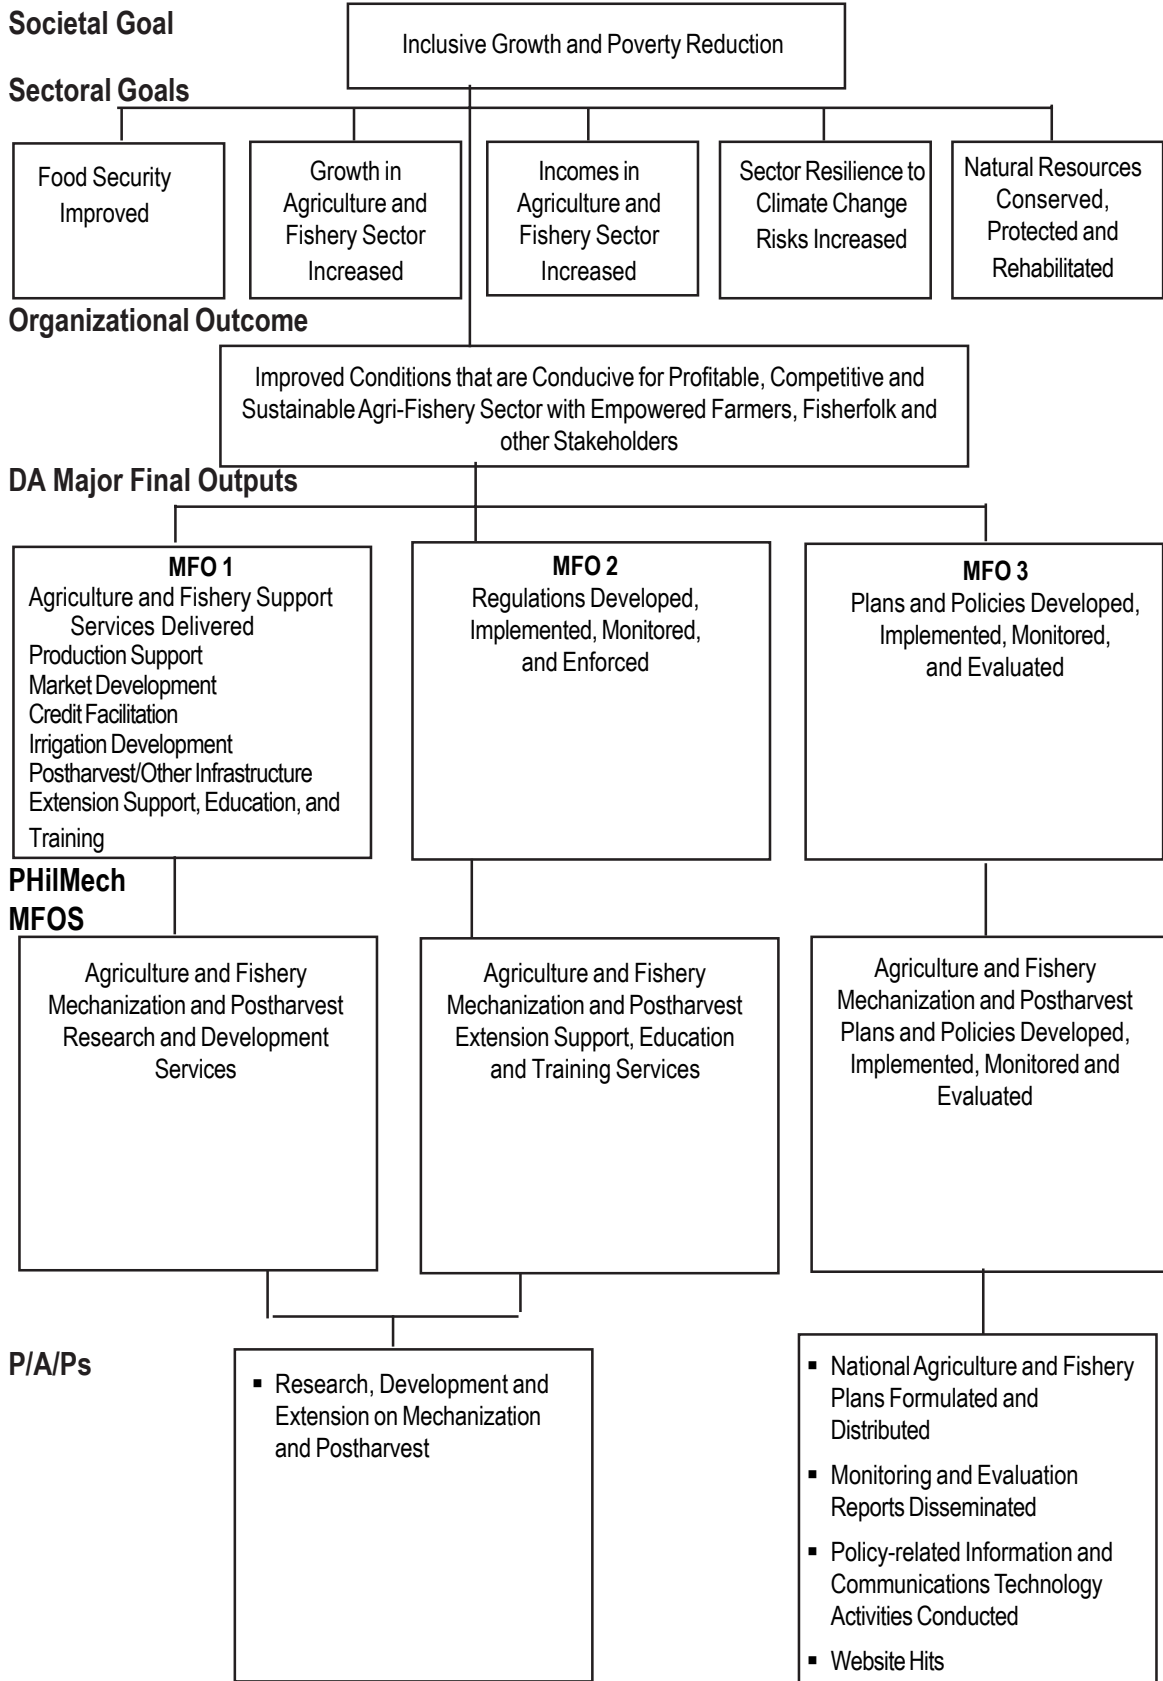 Societal Goal
Inclusive Growth and Poverty Reduction
Sectoral Goals
Food Security
Improved
Growth in
Agriculture and
Fishery Sector
Increased
Incomes in
Agriculture and
Fishery Sector
Increased
Sector Resilience to
Climate Change
Risks Increased
Natural Resources
Conserved,
Protected and
Rehabilitated
Organizational Outcome
Improved Conditions that are Conducive for Profitable, Competitive and
Sustainable Agri-Fishery Sector with Empowered Farmers, Fisherfolk and
other Stakeholders
DA Major Final Outputs
MFO 1
Agriculture and Fishery Support
Services Delivered
Production Support
Market Development
Credit Facilitation
Irrigation Development
Postharvest/Other Infrastructure
Extension Support, Education, and
Training
MFO 2
Regulations Developed,
Implemented, Monitored,
and Enforced
MFO 3
Plans and Policies Developed,
Implemented, Monitored,
and Evaluated
PHilMech
MFOS
Agriculture and Fishery
Mechanization and Postharvest
Research and Development
Services
Agriculture and Fishery
Mechanization and Postharvest
Extension Support, Education
and Training Services
Agriculture and Fishery
Mechanization and Postharvest
Plans and Policies Developed,
Implemented, Monitored and
Evaluated
P/A/Ps
▪ Research, Development and
Extension on Mechanization
and Postharvest
▪ National Agriculture and Fishery
Plans Formulated and
Distributed
▪ Monitoring and Evaluation
Reports Disseminated
▪ Policy-related Information and
Communications Technology
Activities Conducted
▪ Website Hits